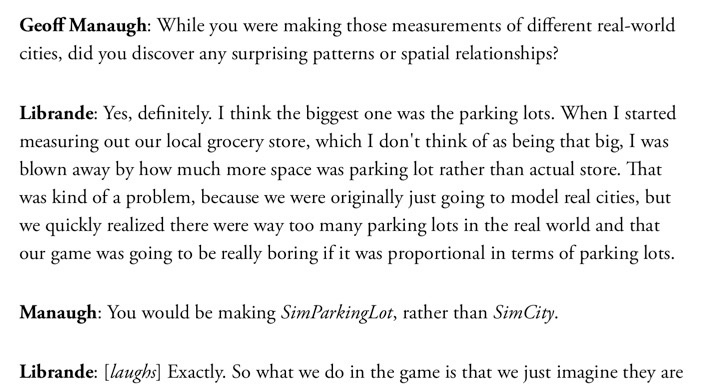 Geoff Manaugh: While you were making those measurements of different real-world
cities, did you discover any surprising patterns or spatial relationships?
Librande: Yes, definitely. I think the biggest one was the parking lots. When I started
measuring out our local grocery store, which I don't think of as being that big, I was
blown away by how much more space was parking lot rather than actual store. That
was kind of a problem, because we were originally just going to model real cities, but
we quickly realized there were way too many parking lots in the real world and that
our game was going to be really boring if it was proportional in terms of parking lots.
Manaugh: You would be making SimParkingLot, rather than SimCity.
Librande: [laughs] Exactly. So what we do in the game is that we just imagine they are